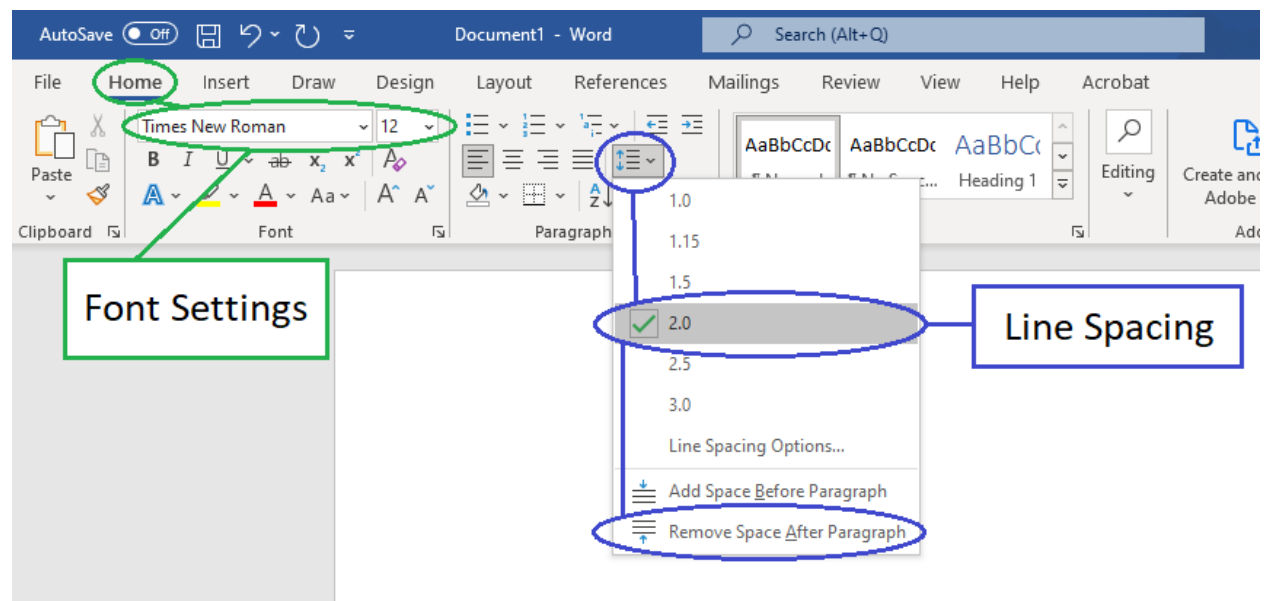 AutoSave Off Document1 - Word Search (Alt+Q)
File Home Insert Draw Design Layout References Mailings Review View Help Acrobat
Times New Roman 12
AaBbCcDc AaBbCcDc AaBbC
Paste
B I U ab x₂ x² A
Heading 1
Editing
Create and
Adobe
A A Aa A^ Aˇ
Clipboard Font Paragraph Add
1.0
1.15
1.5
2.0
2.5
3.0
Line Spacing Options...
Add Space Before Paragraph
Remove Space After Paragraph
Font Settings
Line Spacing